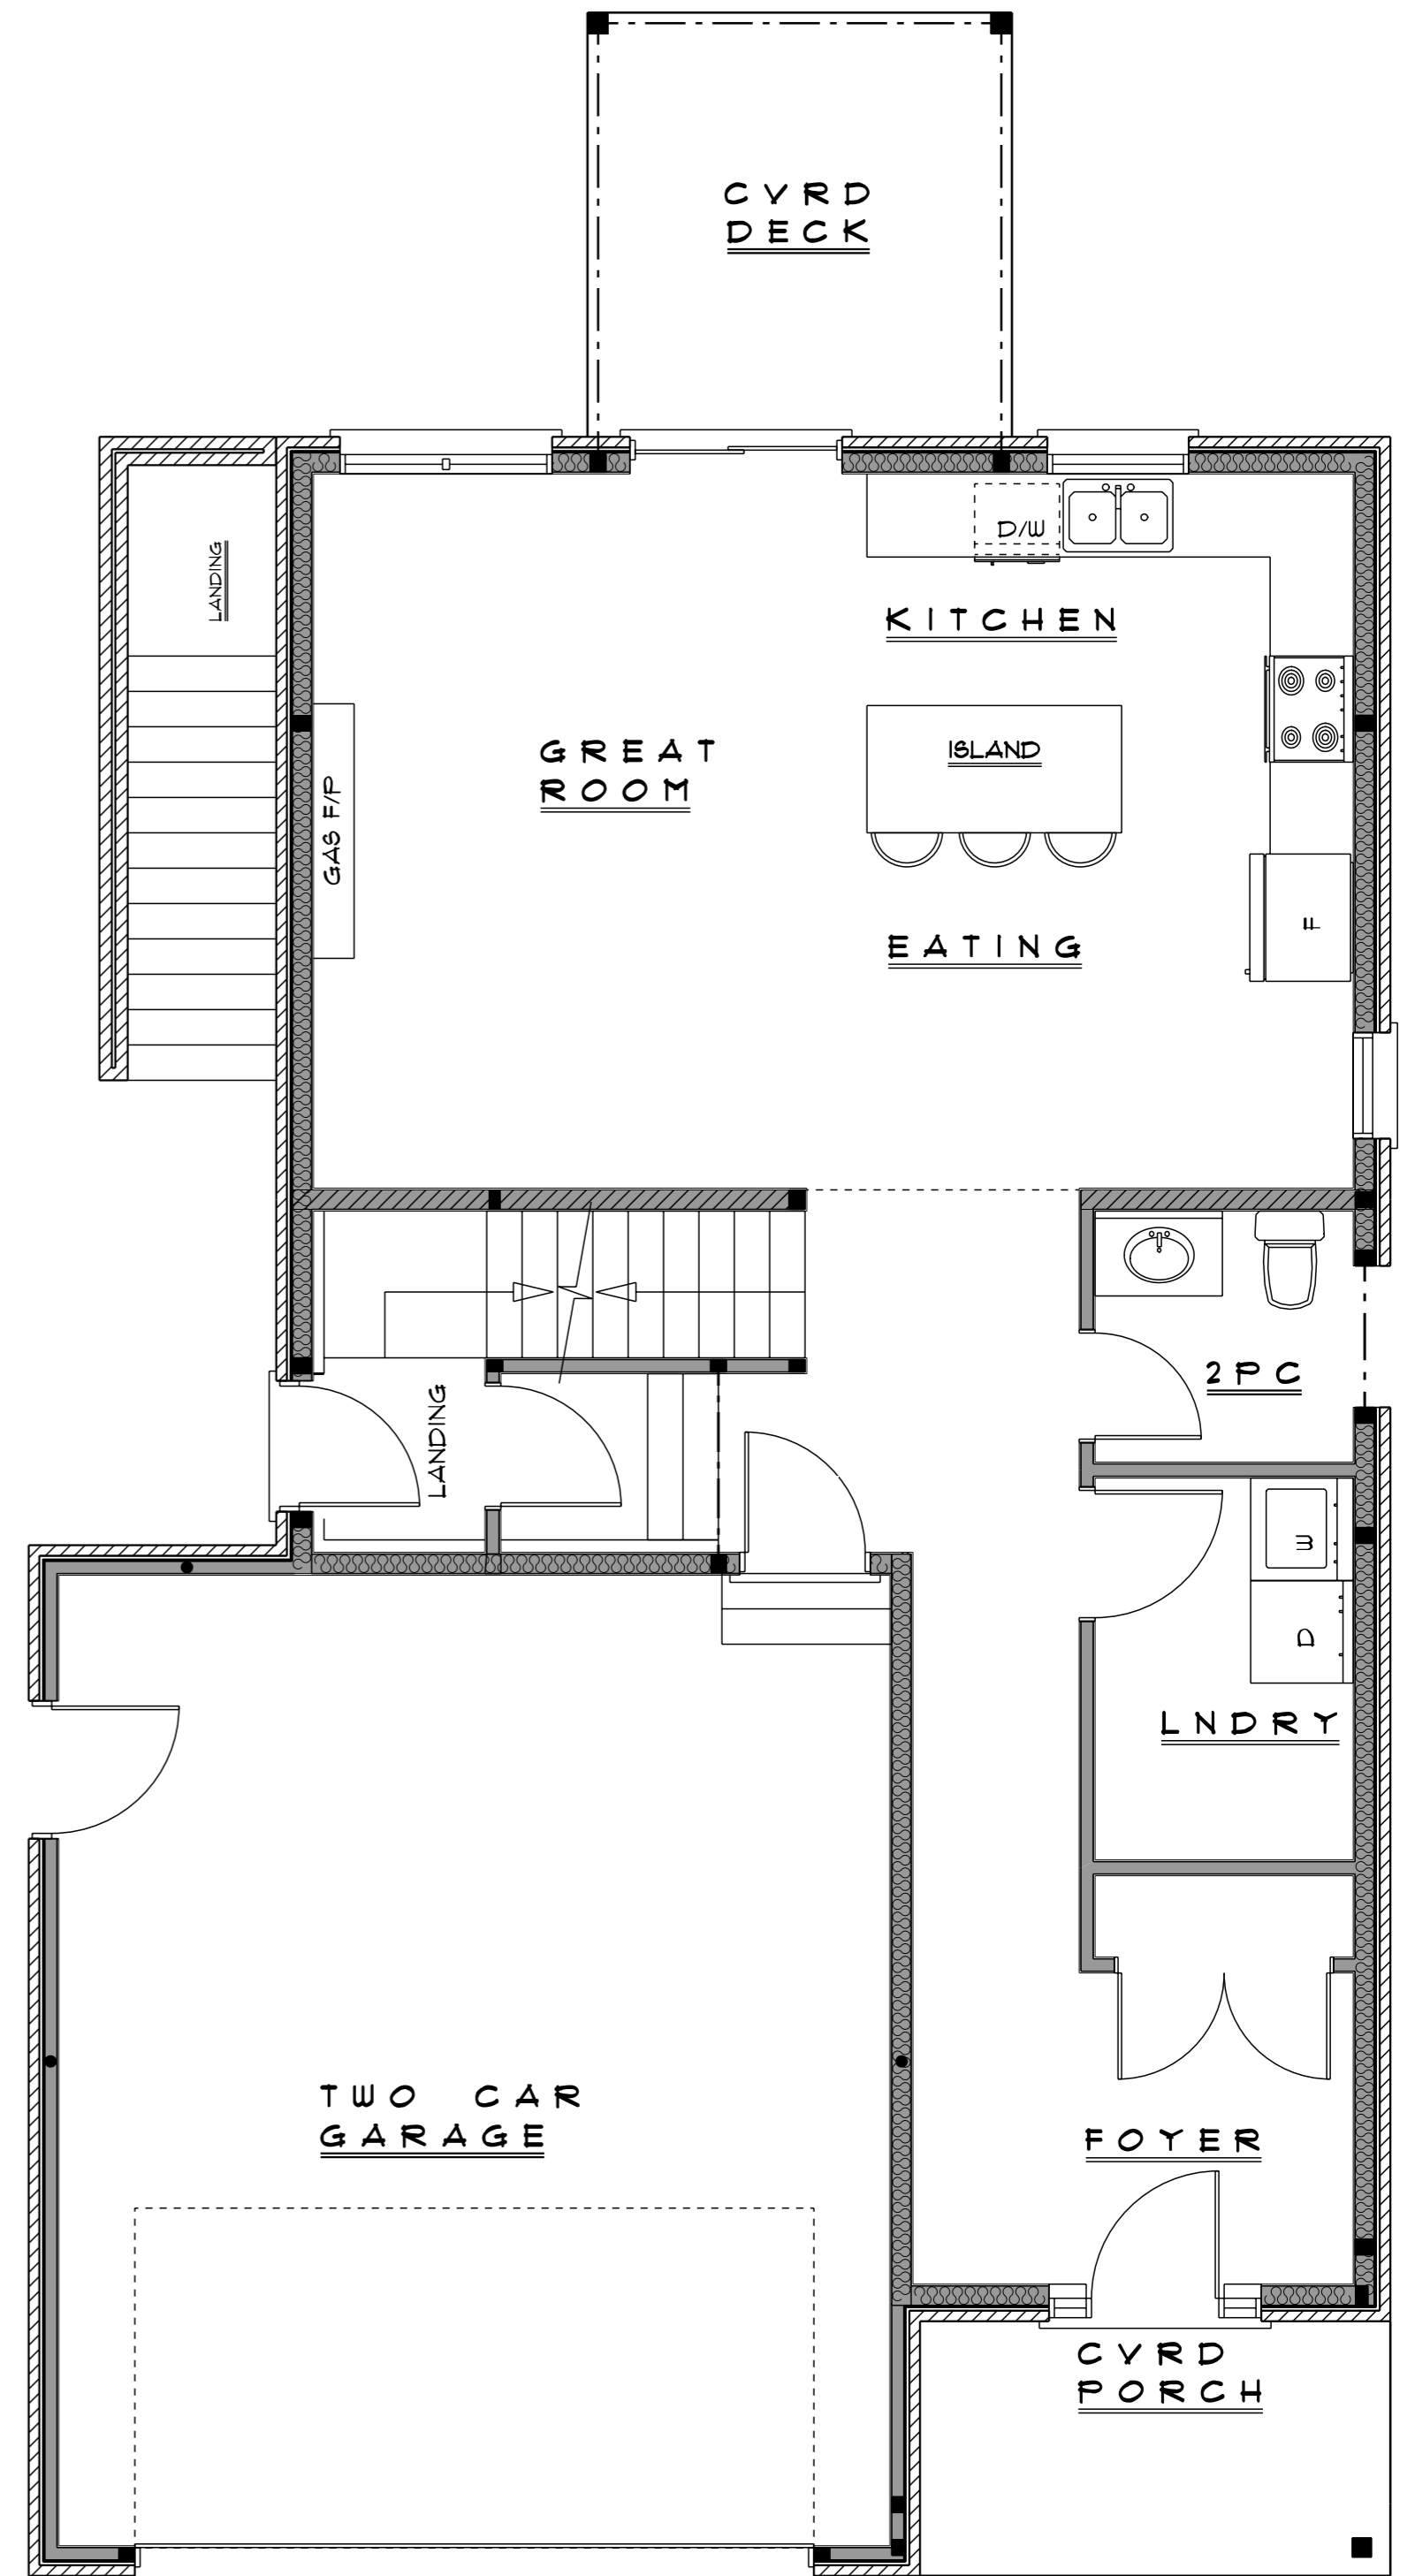 CVRD
DECK
LANDING
D/W
KITCHEN
GREAT
ROOM
ISLAND
GAS F/P
F
EATING
2PC
LANDING
W
D
LNDRY
TWO CAR
GARAGE
FOYER
CVRD
PORCH